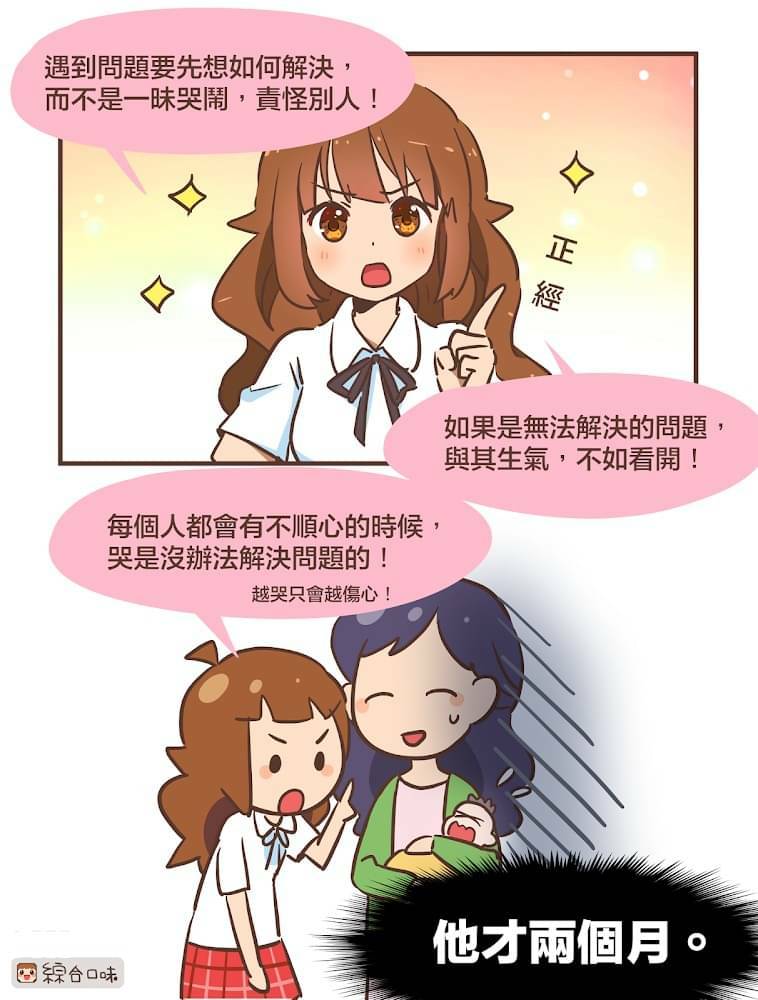 遇到問題要先想如何解決，
而不是一昧哭鬧，責怪別人！
正經
如果是無法解決的問題，
與其生氣，不如看開！
每個人都會有不順心的時候，
哭是沒辦法解決問題的！
越哭只會越傷心！
他才兩個月。
綜合口味